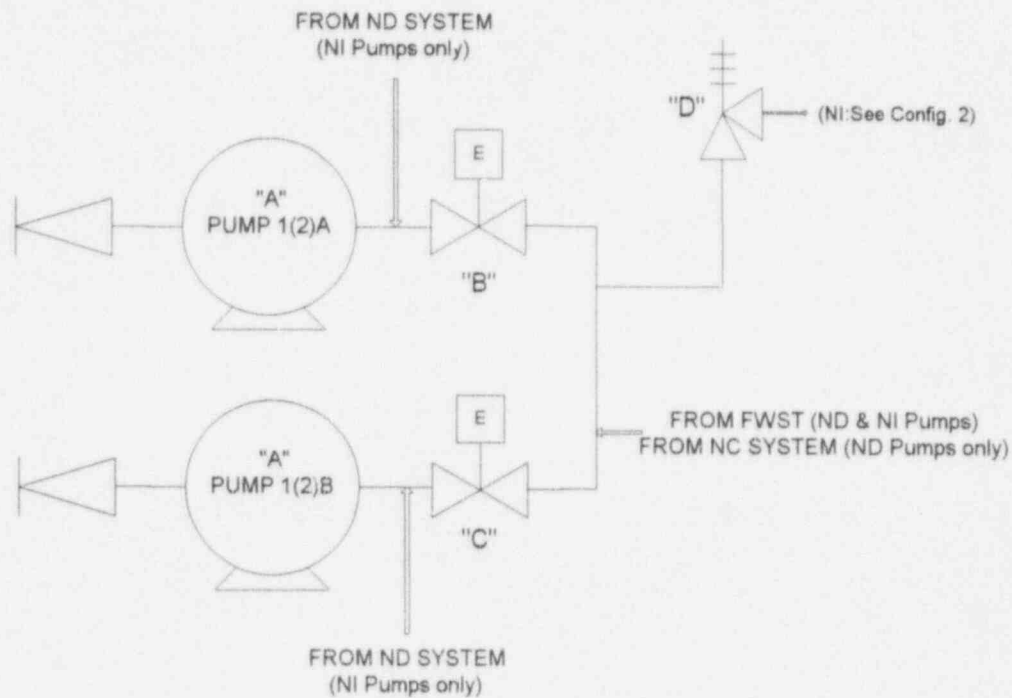 FROM ND SYSTEM
(NI Pumps only)
"D"
(NI:See Config. 2)
E
"A"
PUMP 1(2)A
"B"
E
FROM FWST (ND & NI Pumps)
FROM NC SYSTEM (ND Pumps only)
"A"
PUMP 1(2)B
"C"
FROM ND SYSTEM
(NI Pumps only)